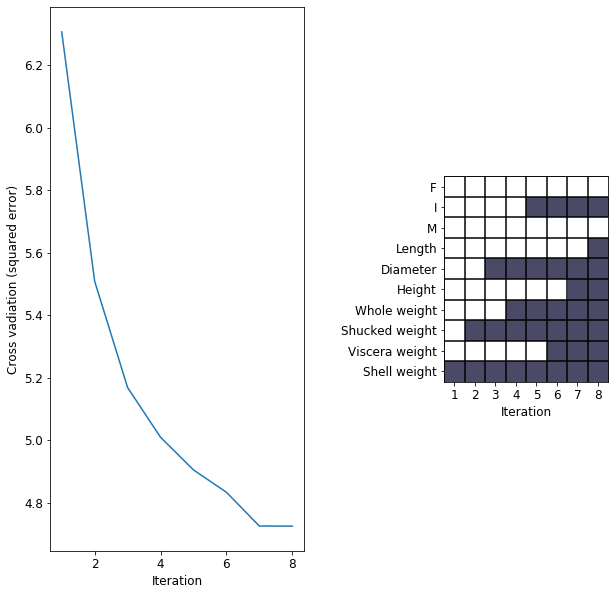 Cross vadiation (squared error)
6.2
6.0
5.8
5.6
5.4
5.2
5.0
4.8
2 4 6 8
Iteration
F
I
M
Length
Diameter
Height
Whole weight
Shucked weight
Viscera weight
Shell weight
1 2 3 4 5 6 7 8
Iteration